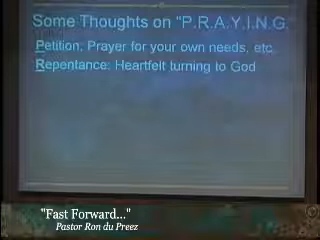 Some Thoughts on "P.R.A.Y.I.N.G."
Petition: Prayer for your own needs, etc.
Repentance: Heartfelt turning to God
"Fast Forward..."
Pastor Ron du Preez